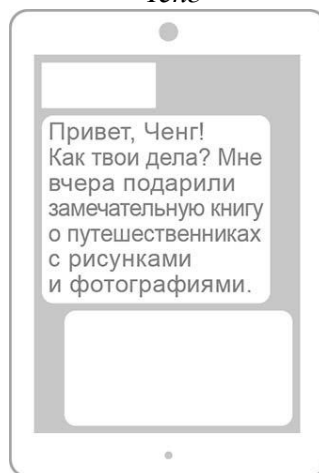 Привет, Ченг!
Как твои дела? Мне
вчера подарили
замечательную книгу
о путешественниках
с рисунками
и фотографиями.